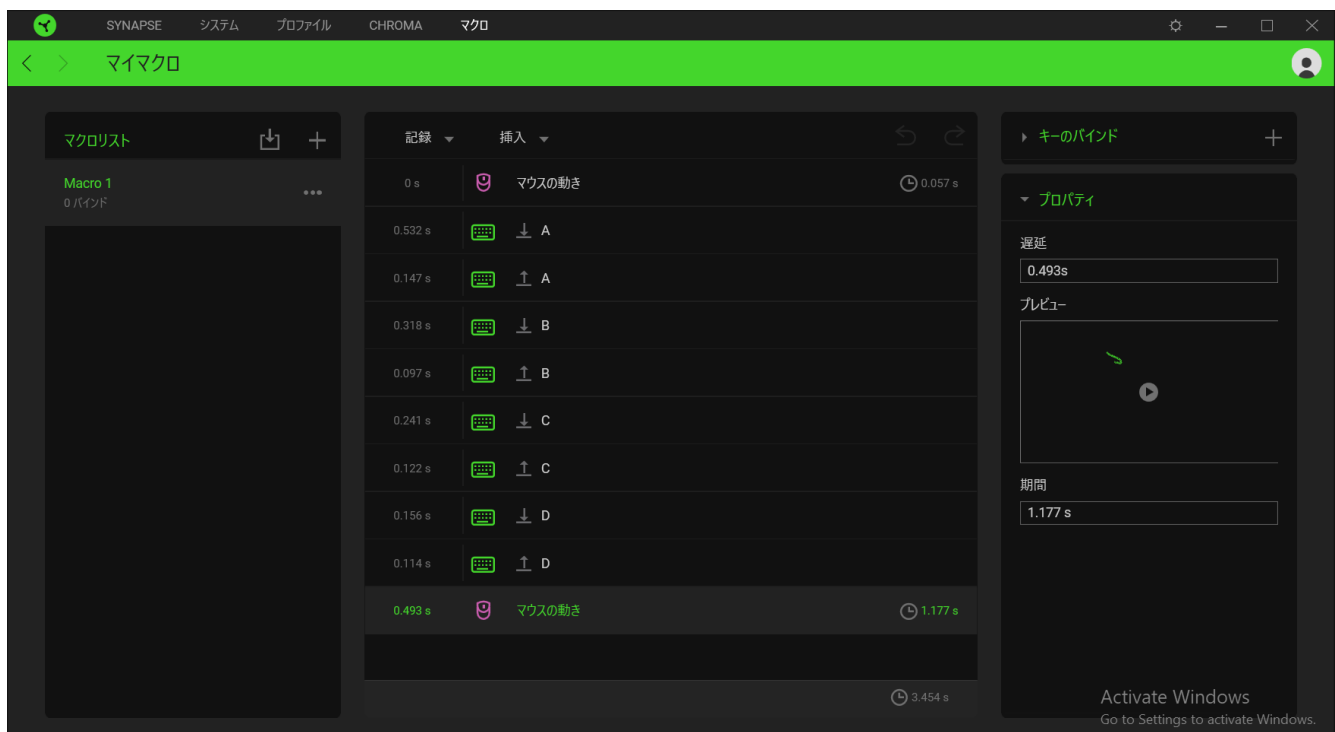 SYNAPSE システム プロファイル CHROMA マクロ
マイマクロ
マクロリスト
Macro 1
0 バインド
記録 挿入
0 s マウスの動き 0.057 s
0.532 s A
0.147 s A
0.318 s B
0.097 s B
0.241 s C
0.122 s C
0.156 s D
0.114 s D
0.493 s マウスの動き 1.177 s
3.454 s
キーのバインド
プロパティ
遅延
0.493s
プレビュー
期間
1.177 s
Activate Windows
Go to Settings to activate Windows.